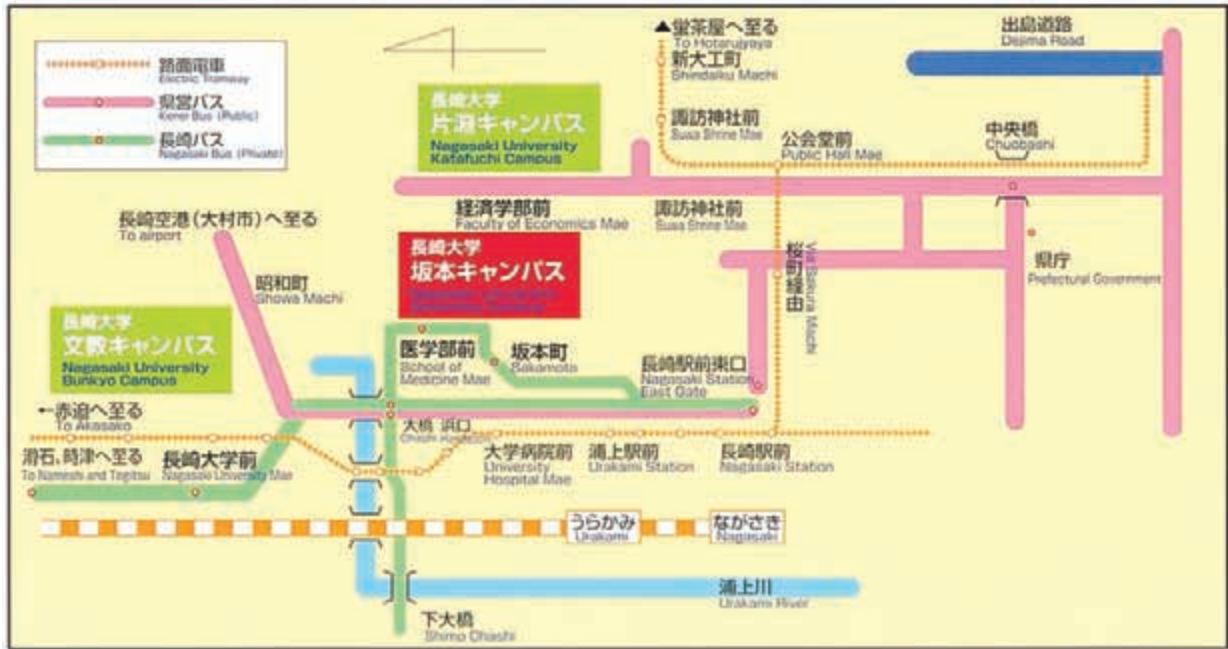 路面電車
Electric Tramway
県営バス
Kenei Bus (Public)
長崎バス
Nagasaki Bus (Private)
長崎大学
片淵キャンパス
Nagasaki University
Katafuchi Campus
▲蛍茶屋へ至る
To Hotarujyaya
新大工町
Shindaiku Machi
諏訪神社前
Suwa Shrine Mae
公会堂前
Public Hall Mae
出島道路
Dejima Road
中央橋
Chuobashi
経済学部前
Faculty of Economics Mae
諏訪神社前
Suwa Shrine Mae
桜町経由
Via Sakura Machi
県庁
Prefectural Government
長崎空港(大村市)へ至る
To airport
昭和町
Showa Machi
長崎大学
坂本キャンパス
長崎大学
文教キャンパス
Nagasaki University
Bunkyo Campus
医学部前
School of
Medicine Mae
坂本町
Sakamoto
長崎駅前東口
Nagasaki Station
East Gate
←赤迫へ至る
To Akasako
大橋 浜口
滑石、時津へ至る
To Nameshi and Togitsu
長崎大学前
Nagasaki University Mae
大学病院前
University
Hospital Mae
浦上駅前
Urakami Station
長崎駅前
Nagasaki Station
うらかみ
Urakami
ながさき
Nagasaki
浦上川
Urakami River
下大橋
Shimo Ohashi